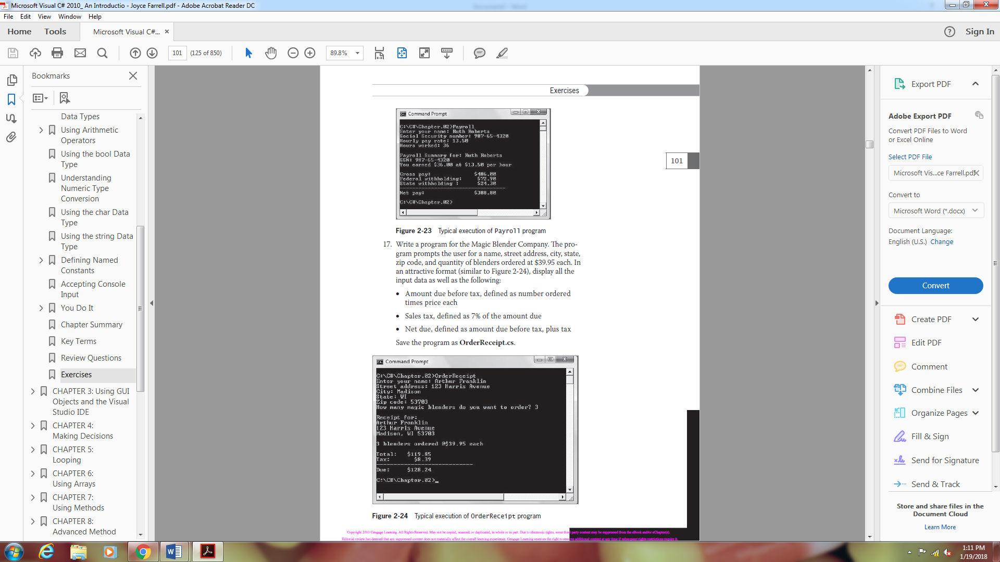 Microsoft Visual C# 2010_ An Introductio - Joyce Farrell.pdf - Adobe Acrobat Reader DC
File Edit View Window Help
Home Tools Microsoft Visual C#... × Sign In
101 (125 of 850) 89.8%
Bookmarks
Data Types
Using Arithmetic
Operators
Using the bool Data
Type
Understanding
Numeric Type
Conversion
Using the char Data
Type
Using the string Data
Type
Defining Named
Constants
Accepting Console
Input
You Do It
Chapter Summary
Key Terms
Review Questions
Exercises
CHAPTER 3: Using GUI
Objects and the Visual
Studio IDE
CHAPTER 4:
Making Decisions
CHAPTER 5:
Looping
CHAPTER 6:
Using Arrays
CHAPTER 7:
Using Methods
CHAPTER 8:
Advanced Method
Exercises
101
Command Prompt
C:\C#\Chapter.02>Payroll
Enter your name: Ruth Roberts
Social Security number: 987-65-4320
Hourly pay rate: 13.50
Hours worked: 36
Payroll Summary for: Ruth Roberts
SSN: 987-65-4320
You earned $36.00 at $13.50 per hour
Gross pay: $486.00
Federal withholding: $72.90
State withholding : $24.30
Net pay: $388.80
C:\C#\Chapter.02>
Figure 2-23 Typical execution of Payroll program
17. Write a program for the Magic Blender Company. The pro-
gram prompts the user for a name, street address, city, state,
zip code, and quantity of blenders ordered at $39.95 each. In
an attractive format (similar to Figure 2-24), display all the
input data as well as the following:
• Amount due before tax, defined as number ordered
times price each
• Sales tax, defined as 7% of the amount due
• Net due, defined as amount due before tax, plus tax
Save the program as OrderReceipt.cs.
Command Prompt
C:\C#\Chapter.02>OrderReceipt
Enter your name: Arthur Franklin
Street address: 123 Harris Avenue
City: Madison
State: WI
Zip code: 53703
How many magic blenders do you want to order? 3
Receipt for:
Arthur Franklin
123 Harris Avenue
Madison, WI 53703
3 blenders ordered @$39.95 each
Total: $119.85
Tax: $8.39
Due: $128.24
C:\C#\Chapter.02>_
Figure 2-24 Typical execution of OrderReceipt program
Copyright 2010 Cengage Learning. All Rights Reserved. May not be copied, scanned, or duplicated, in whole or in part. Due to electronic rights, some third party content may be suppressed from the eBook and/or eChapter(s).
Editorial review has deemed that any suppressed content does not materially affect the overall learning experience. Cengage Learning reserves the right to remove additional content at any time if subsequent rights restrictions require it.
Export PDF
Adobe Export PDF
Convert PDF Files to Word
or Excel Online
Select PDF File
Microsoft Vis...ce Farrell.pdf
Convert to
Microsoft Word (*.docx)
Document Language:
English (U.S.) Change
Convert
Create PDF
Edit PDF
Comment
Combine Files
Organize Pages
Fill & Sign
Send for Signature
Send & Track
Store and share files in the
Document Cloud
Learn More
1:11 PM
1/19/2018